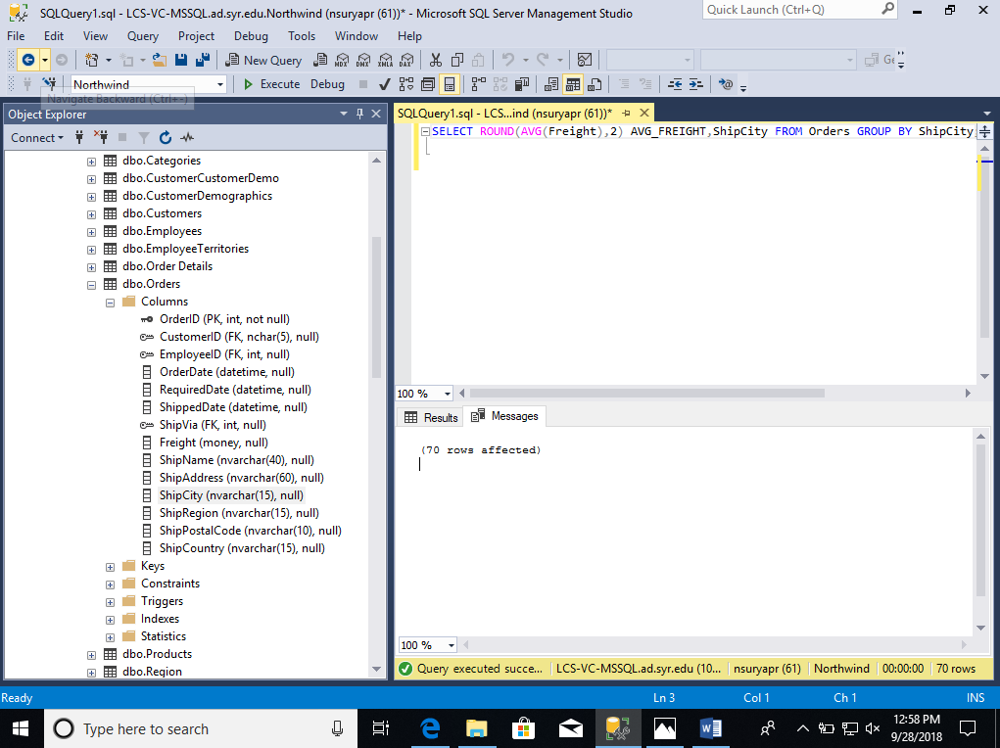 SQLQuery1.sql - LCS-VC-MSSQL.ad.syr.edu.Northwind (nsuryapr (61))* - Microsoft SQL Server Management Studio
Quick Launch (Ctrl+Q)
File Edit View Query Project Debug Tools Window Help
New Query
MDX DMX XMLA DAX
Northwind
Execute Debug
Navigate Backward (Ctrl+-)
Object Explorer
SQLQuery1.sql - LCS...ind (nsuryapr (61))*
Connect
SELECT ROUND(AVG(Freight),2) AVG_FREIGHT,ShipCity FROM Orders GROUP BY ShipCity
dbo.Categories
dbo.CustomerCustomerDemo
dbo.CustomerDemographics
dbo.Customers
dbo.Employees
dbo.EmployeeTerritories
dbo.Order Details
dbo.Orders
Columns
OrderID (PK, int, not null)
CustomerID (FK, nchar(5), null)
EmployeeID (FK, int, null)
OrderDate (datetime, null)
RequiredDate (datetime, null)
ShippedDate (datetime, null)
ShipVia (FK, int, null)
Freight (money, null)
ShipName (nvarchar(40), null)
ShipAddress (nvarchar(60), null)
ShipCity (nvarchar(15), null)
ShipRegion (nvarchar(15), null)
ShipPostalCode (nvarchar(10), null)
ShipCountry (nvarchar(15), null)
Keys
Constraints
Triggers
Indexes
Statistics
dbo.Products
dbo.Region
100 %
Results Messages
(70 rows affected)
100 %
Query executed succe... LCS-VC-MSSQL.ad.syr.edu (10... nsuryapr (61) Northwind 00:00:00 70 rows
Ready Ln 3 Col 1 Ch 1 INS
Type here to search
12:58 PM
9/28/2018